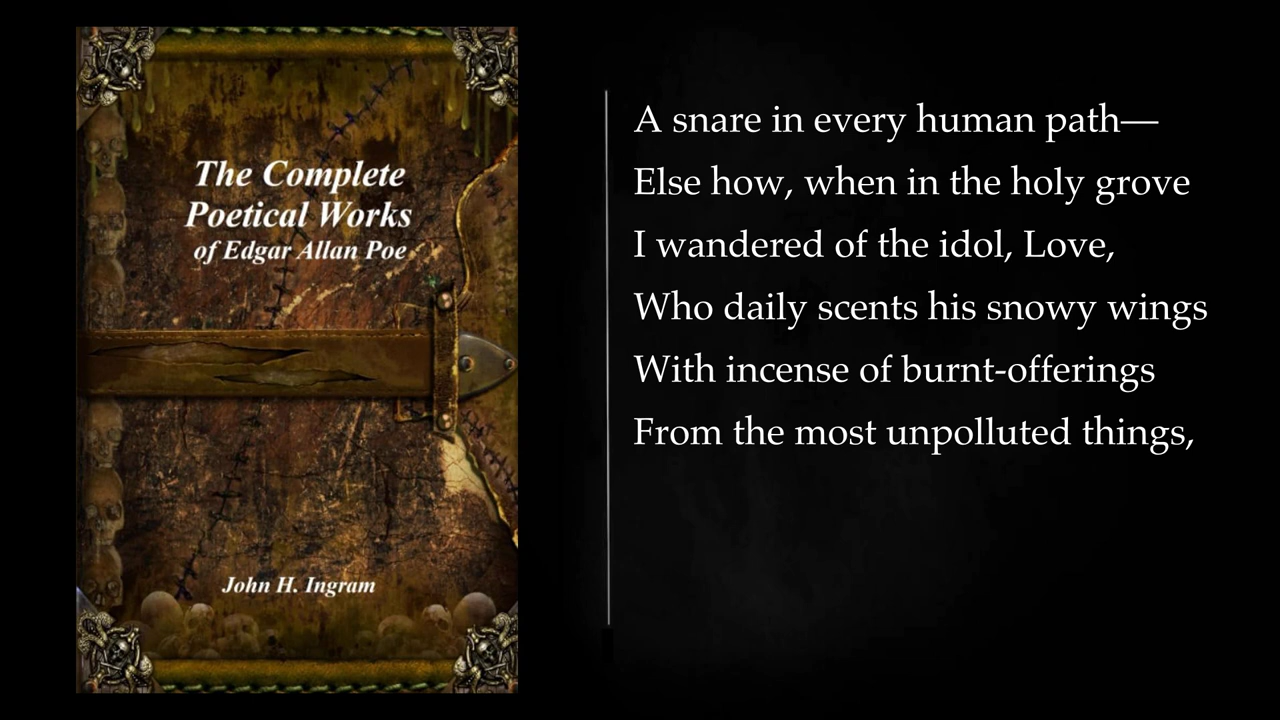 The Complete
Poetical Works
of Edgar Allan Poe
John H. Ingram
A snare in every human path—
Else how, when in the holy grove
I wandered of the idol, Love,
Who daily scents his snowy wings
With incense of burnt-offerings
From the most unpolluted things,